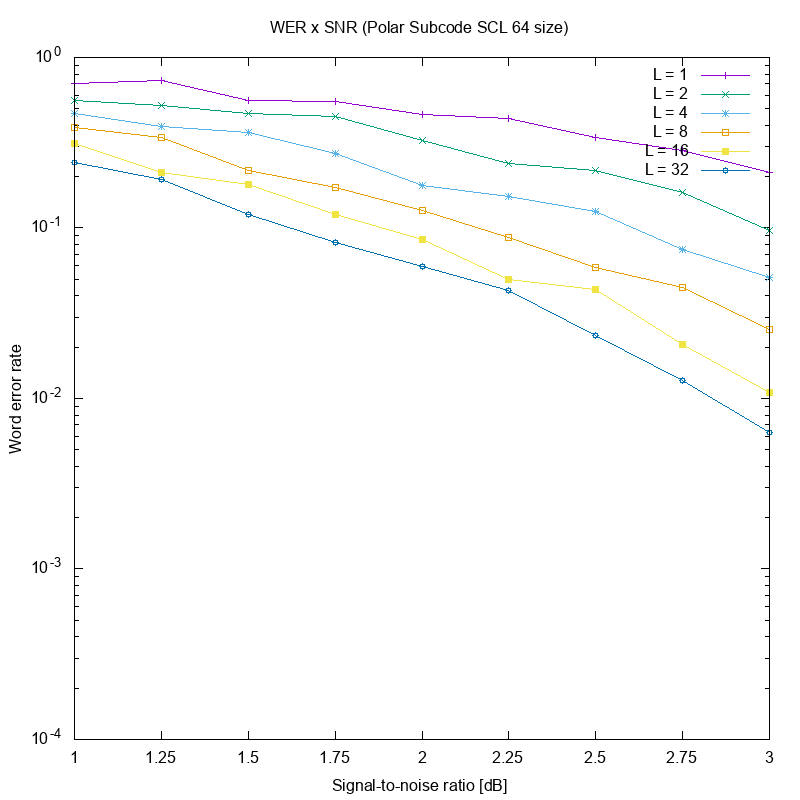 WER x SNR (Polar Subcode SCL 64 size)
10^0
10^-1
10^-2
10^-3
10^-4
Word error rate
L = 1
L = 2
L = 4
L = 8
L = 16
L = 32
1 1.25 1.5 1.75 2 2.25 2.5 2.75 3
Signal-to-noise ratio [dB]